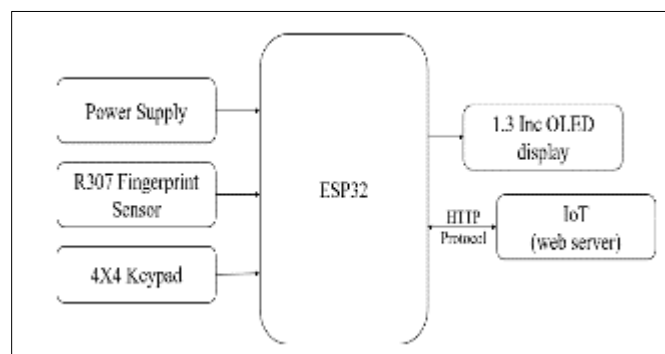 Power Supply
R307 Fingerprint
Sensor
4X4 Keypad
ESP32
1.3 Inc OLED
display
HTTP
Protocol
IoT
(web server)